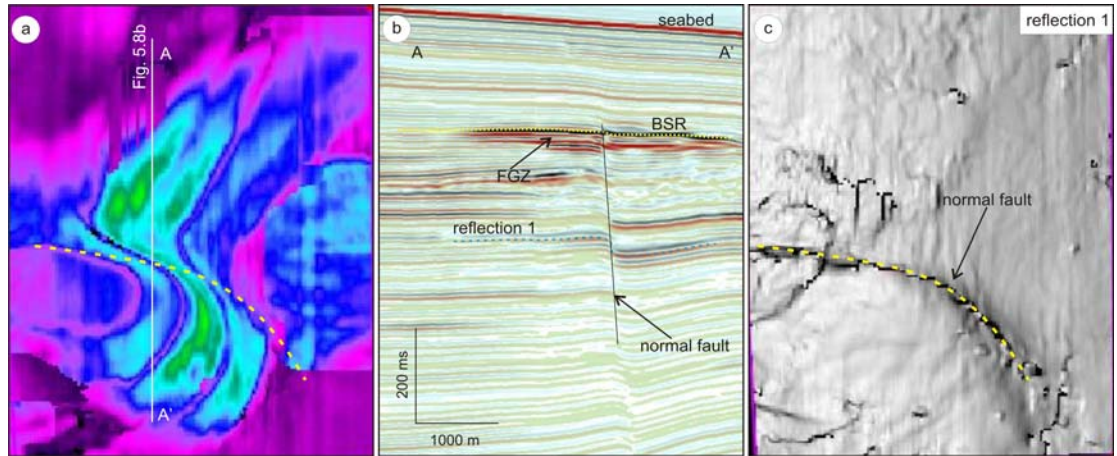 a
A
Fig. 5.8b
A'
b
seabed
A
A'
BSR
FGZ
reflection 1
normal fault
200 ms
1000 m
c
reflection 1
normal fault